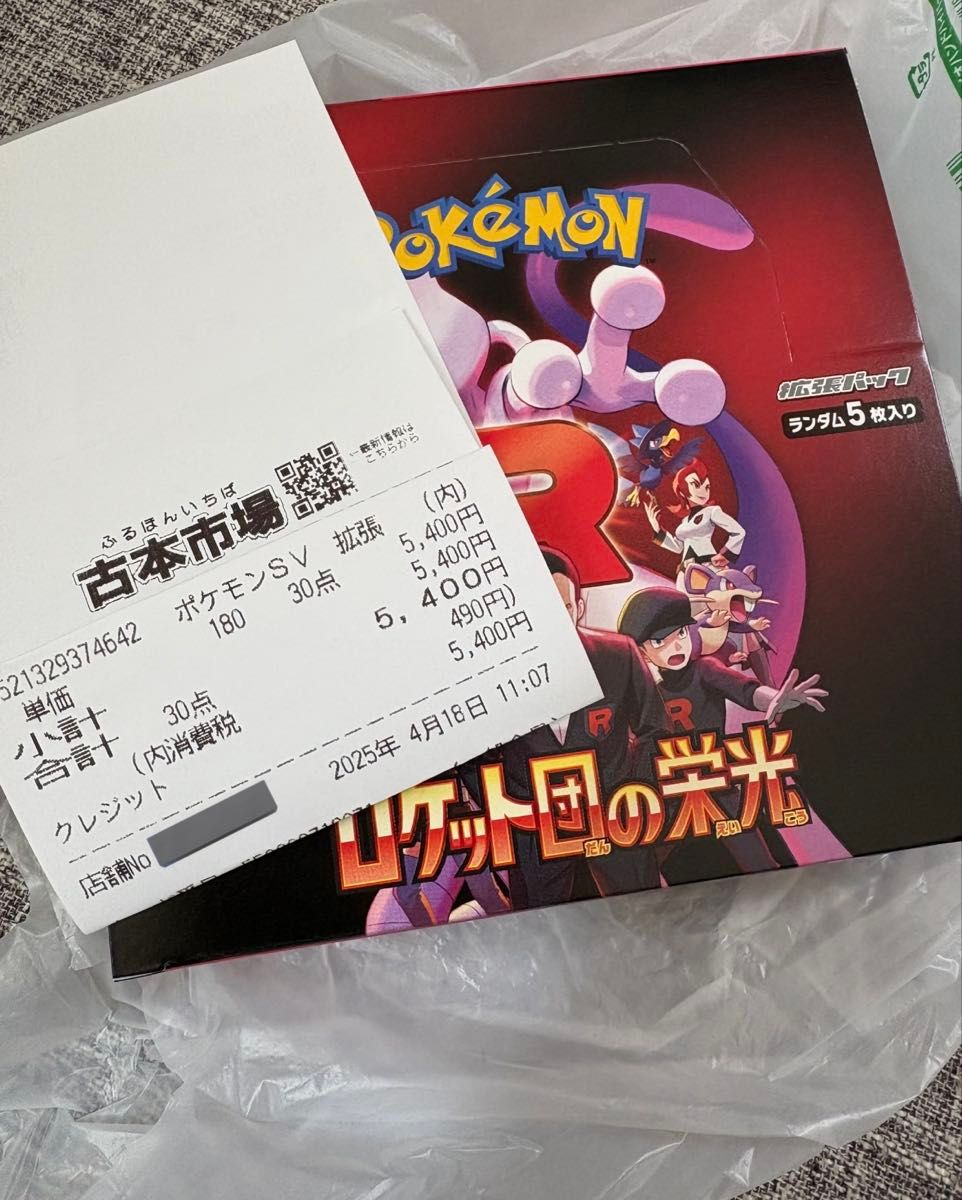 ふるほんいちば
古本市場
←最新情報は
こちらから
(内)
521329374642 ポケモンSV 拡張 5,400円
単価 180 30点 5,400円
小計 30点 5,400円
合計 (内消費税 490円)
クレジット 5,400円
2025年 4月18日 11:07
店舗No
POKÉMON
拡張パック
ランダム5枚入り
R
R
R
ロケット団の栄光
だん えい こう